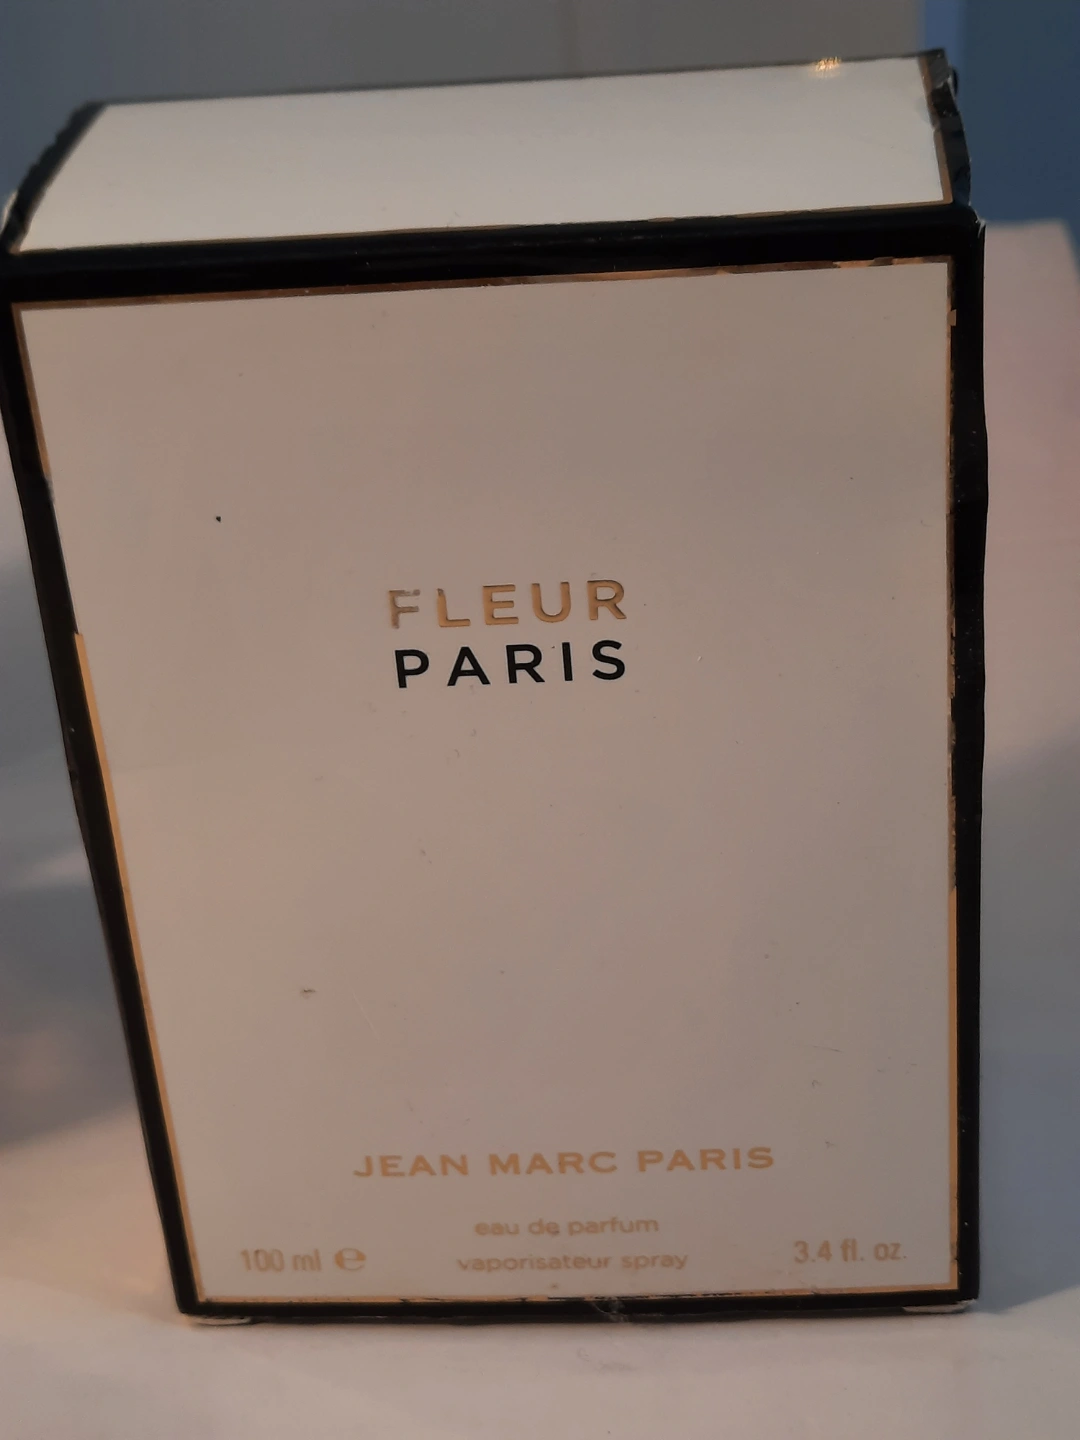 FLEUR
PARIS
JEAN MARC PARIS
eau de parfum
100 ml ℮ vaporisateur spray 3.4 fl. oz.